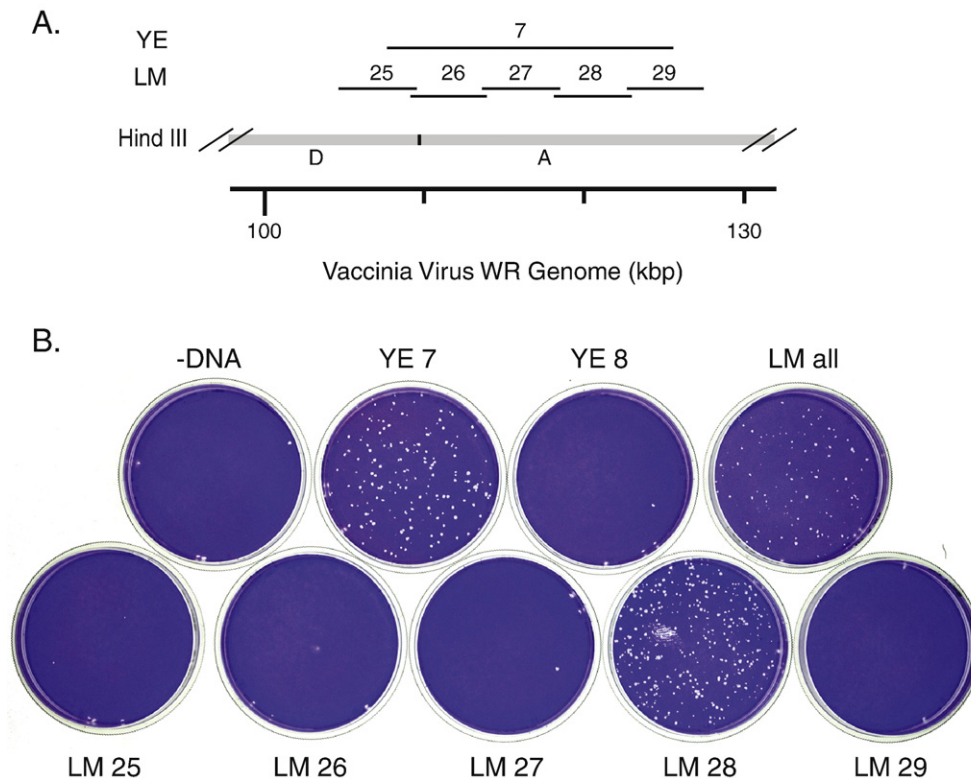 A.
YE 7
LM 25 26 27 28 29
Hind III
D A
100 130
Vaccinia Virus WR Genome (kbp)
B.
-DNA YE 7 YE 8 LM all
LM 25 LM 26 LM 27 LM 28 LM 29